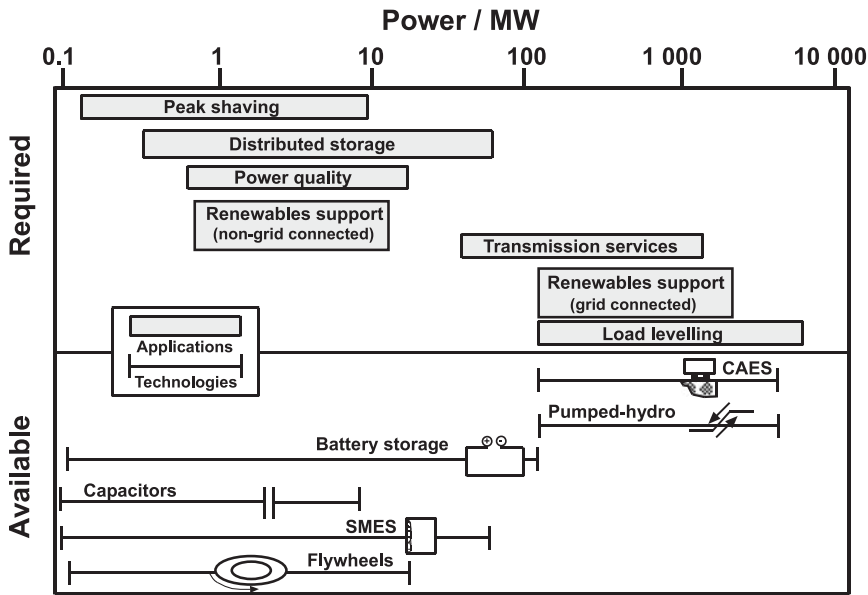 Power / MW
0.1 1 10 100 1 000 10 000
Required
Peak shaving
Distributed storage
Power quality
Renewables support
(non-grid connected)
Transmission services
Renewables support
(grid connected)
Load levelling
Applications
Technologies
Available
CAES
Pumped-hydro
Battery storage
Capacitors
SMES
Flywheels